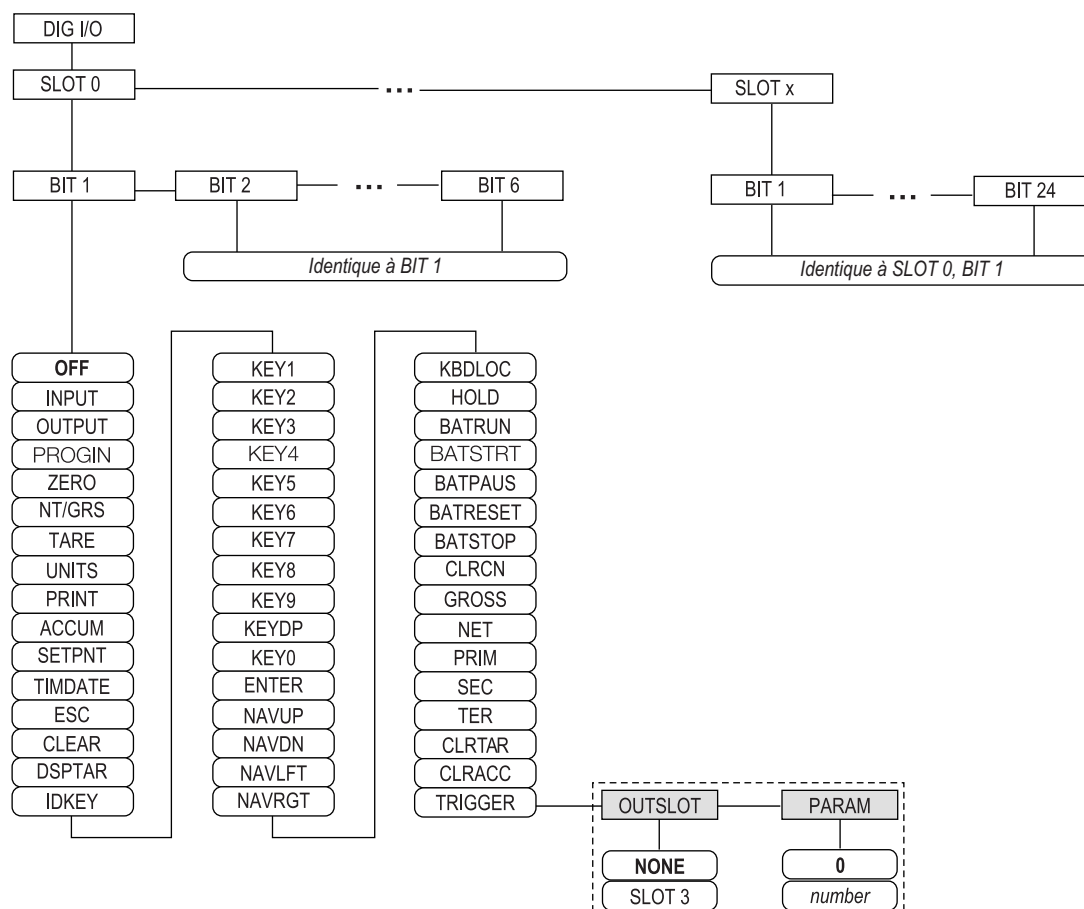 DIG I/O
SLOT 0
...
SLOT x
BIT 1
BIT 2
...
BIT 6
BIT 1
...
BIT 24
Identique à BIT 1
Identique à SLOT 0, BIT 1
OFF
INPUT
OUTPUT
PROGIN
ZERO
NT/GRS
TARE
UNITS
PRINT
ACCUM
SETPNT
TIMDATE
ESC
CLEAR
DSPTAR
IDKEY
KEY1
KEY2
KEY3
KEY4
KEY5
KEY6
KEY7
KEY8
KEY9
KEYDP
KEY0
ENTER
NAVUP
NAVDN
NAVLFT
NAVRGT
KBDLOC
HOLD
BATRUN
BATSTRT
BATPAUS
BATRESET
BATSTOP
CLRCN
GROSS
NET
PRIM
SEC
TER
CLRTAR
CLRACC
TRIGGER
OUTSLOT
PARAM
NONE
SLOT 3
0
number